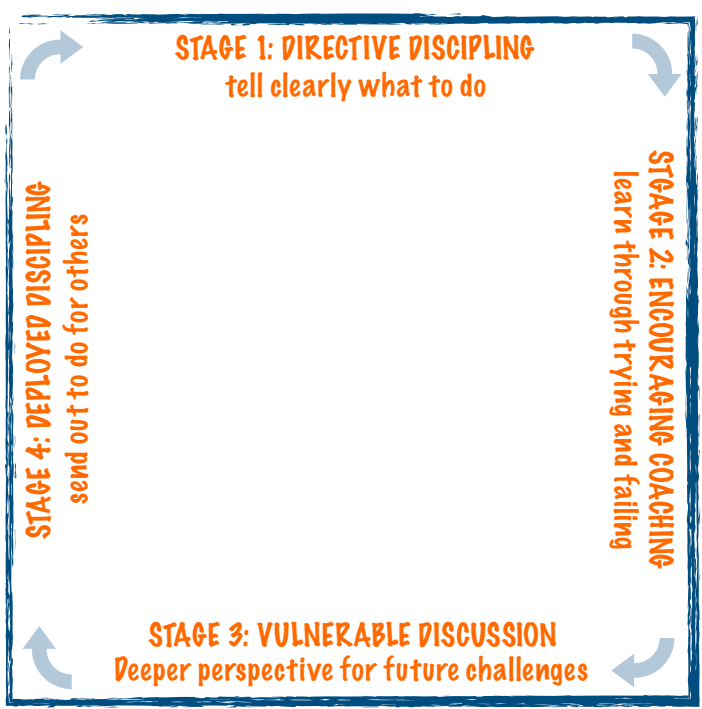 STAGE 1: DIRECTIVE DISCIPLING
tell clearly what to do
STGAGE 2: ENCOURAGING COACHING
learn through trying and failing
STAGE 3: VULNERABLE DISCUSSION
Deeper perspective for future challenges
STAGE 4: DEPLOYED DISCIPLING
send out to do for others